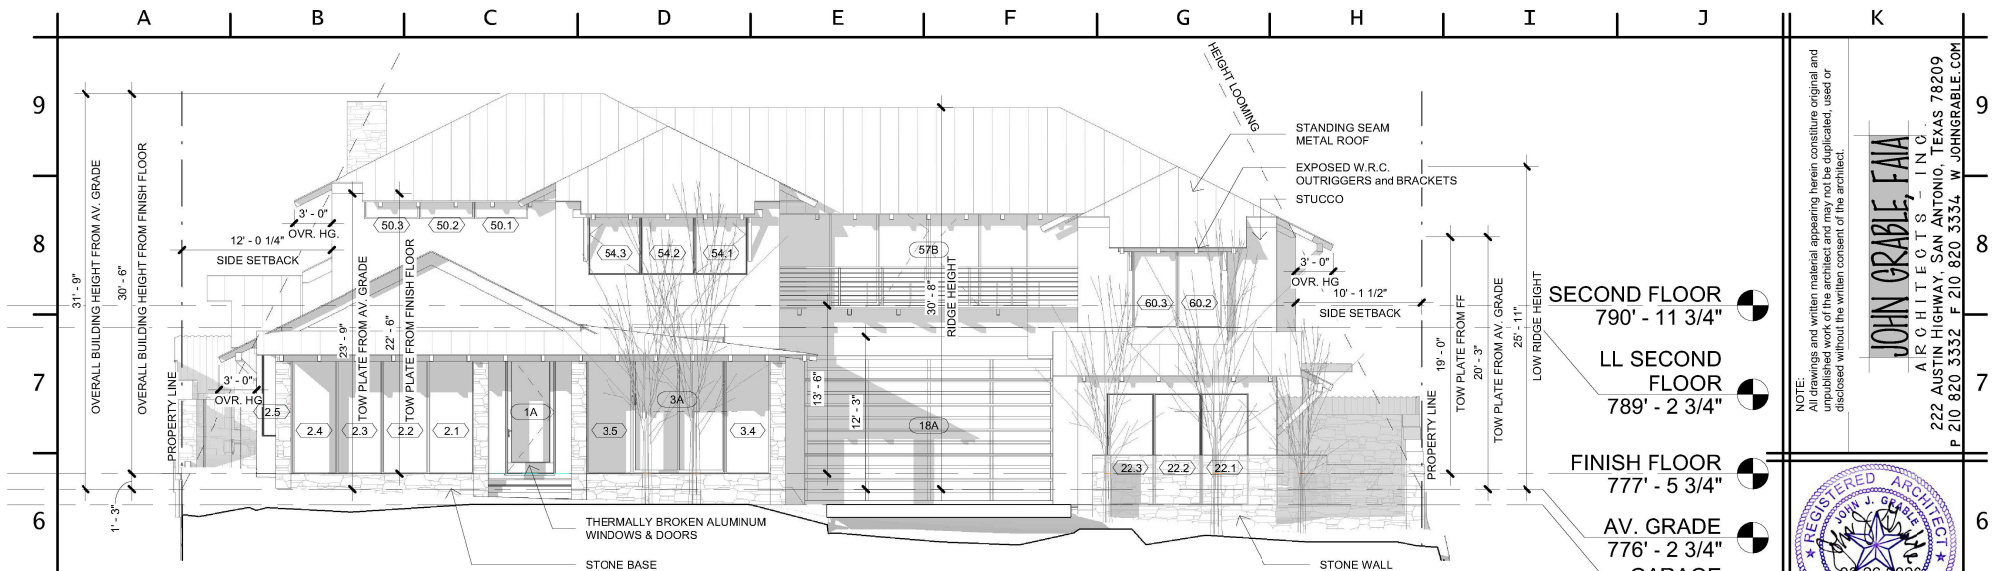 A B C D E F G H I J K
9
8
7
6
9
8
7
6
OVERALL BUILDING HEIGHT FROM AV. GRADE
31' - 9"
OVERALL BUILDING HEIGHT FROM FINISH FLOOR
30' - 6"
1' - 3"
PROPERTY LINE
12' - 0 1/4"
SIDE SETBACK
3' - 0"
OVR. HG.
3' - 0"
OVR. HG.
TOW PLATE FROM AV. GRADE
23' - 9"
TOW PLATE FROM FINISH FLOOR
22' - 6"
50.3
50.2
50.1
54.3
54.2
54.1
57B
60.3
60.2
2.5
2.4
2.3
2.2
2.1
1A
3.5
3A
3.4
18A
22.3
22.2
22.1
13' - 6"
12' - 3"
RIDGE HEIGHT
30' - 8"
HEIGHT LOOMING
STANDING SEAM
METAL ROOF
EXPOSED W.R.C.
OUTRIGGERS and BRACKETS
STUCCO
3' - 0"
OVR. HG
10' - 1 1/2"
SIDE SETBACK
PROPERTY LINE
19' - 0"
TOW PLATE FROM FF
20' - 3"
TOW PLATE FROM AV. GRADE
25' - 11"
LOW RIDGE HEIGHT
THERMALLY BROKEN ALUMINUM
WINDOWS & DOORS
STONE BASE
STONE WALL
SECOND FLOOR
790' - 11 3/4"
LL SECOND
FLOOR
789' - 2 3/4"
FINISH FLOOR
777' - 5 3/4"
AV. GRADE
776' - 2 3/4"
GARAGE
NOTE:
All drawings and written material appearing herein constiture original and
unpublished work of the architect and may not be duplicated, used or
disclosed without the written consent of the architect.
JOHN GRABLE, FAIA
ARCHITECTS - INC.
222 AUSTIN HIGHWAY, SAN ANTONIO, TEXAS 78209
P 210 820 3332 F 210 820 3334 W JOHNGRABLE.COM
REGISTERED ARCHITECT
JOHN J. GRABLE